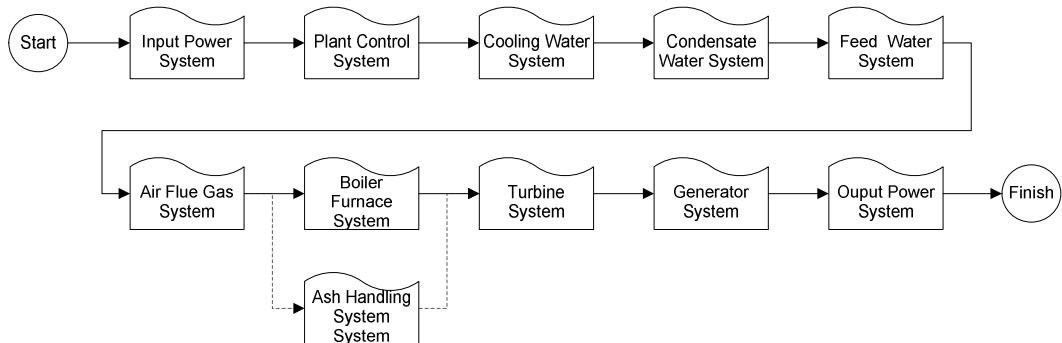 Start
Input Power
System
Plant Control
System
Cooling Water
System
Condensate
Water System
Feed Water
System
Air Flue Gas
System
Boiler
Furnace
System
Turbine
System
Generator
System
Ouput Power
System
Finish
Ash Handling
System
System